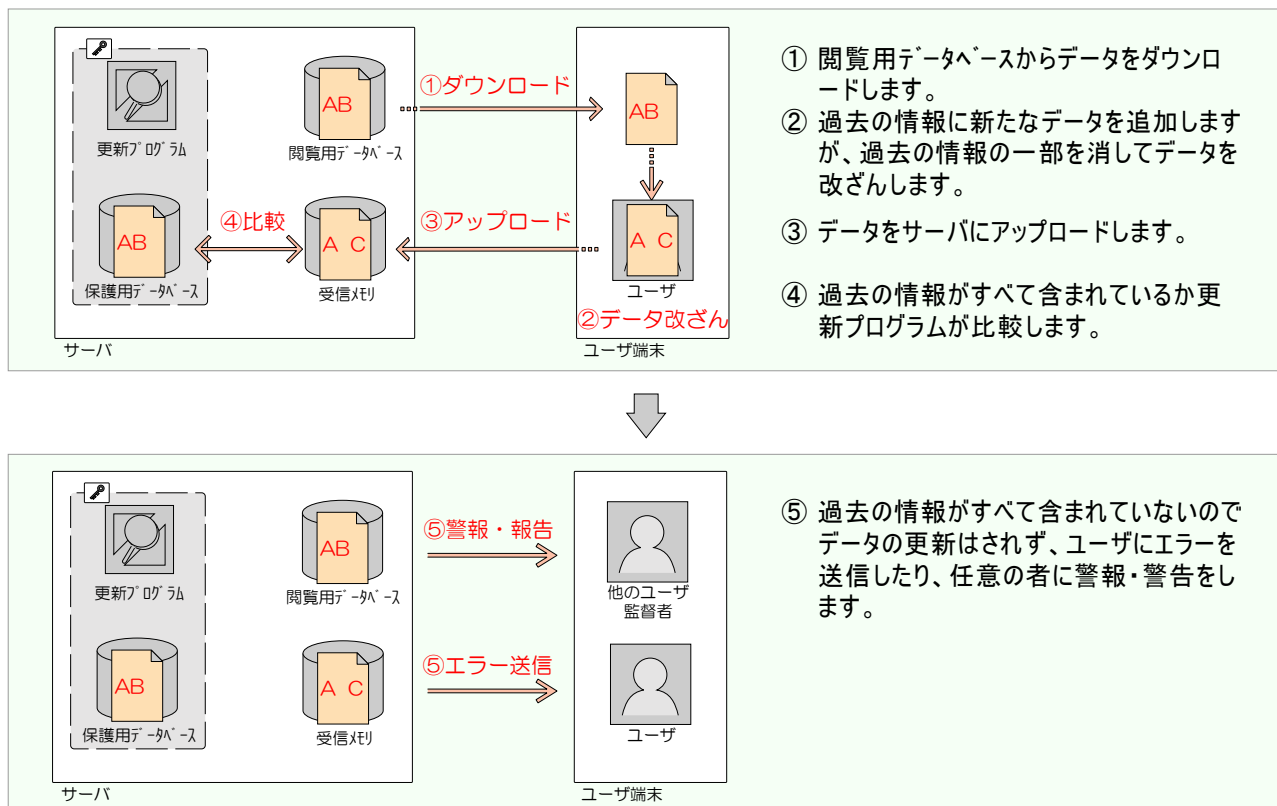 ①ダウンロード
AB
AB
更新プログラム
閲覧用データベース
④比較
③アップロード
AB
A C
A C
保護用データベース
受信メモリ
ユーザ
②データ改ざん
サーバ
ユーザ端末
① 閲覧用データベースからデータをダウンロ
ードします。
② 過去の情報に新たなデータを追加します
が、過去の情報の一部を消してデータを
改ざんします。
③ データをサーバにアップロードします。
④ 過去の情報がすべて含まれているか更
新プログラムが比較します。
⑤警報・報告
AB
更新プログラム
閲覧用データベース
他のユーザ
監督者
⑤エラー送信
AB
A C
保護用データベース
受信メモリ
ユーザ
サーバ
ユーザ端末
⑤ 過去の情報がすべて含まれていないので
データの更新はされず、ユーザにエラーを
送信したり、任意の者に警報・警告をし
ます。